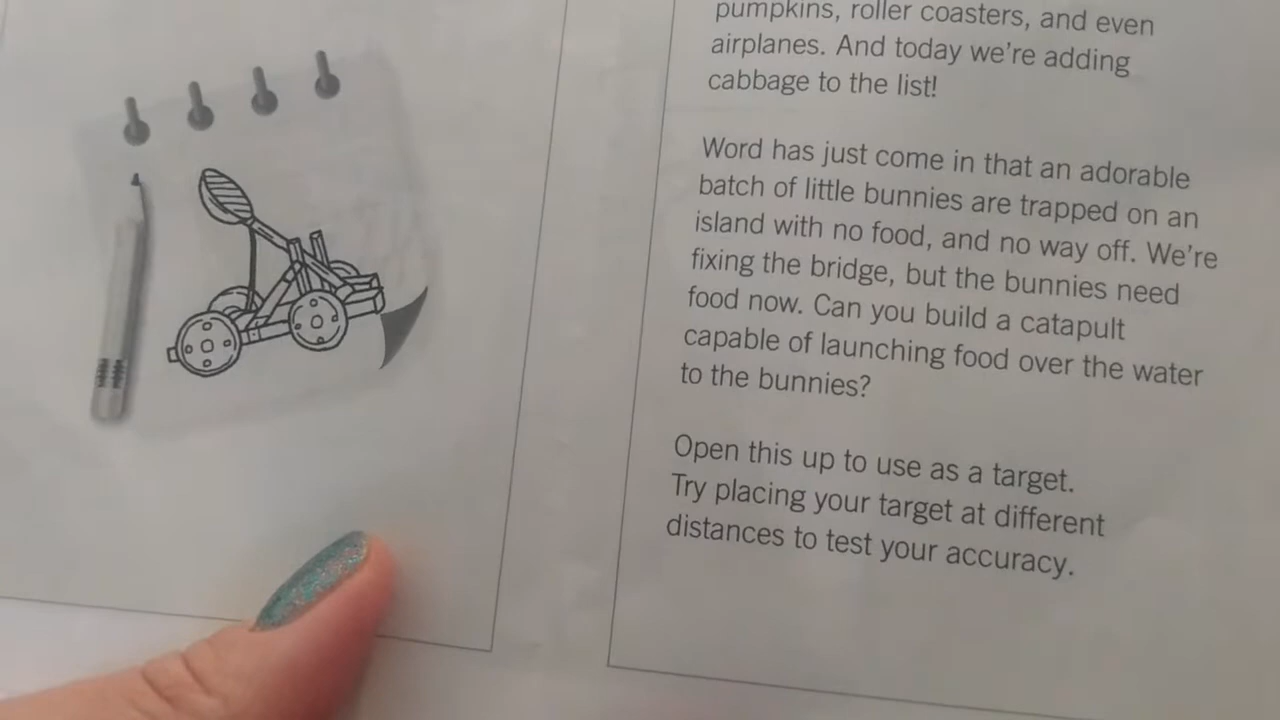 pumpkins, roller coasters, and even
airplanes. And today we're adding
cabbage to the list!
Word has just come in that an adorable
batch of little bunnies are trapped on an
island with no food, and no way off. We're
fixing the bridge, but the bunnies need
food now. Can you build a catapult
capable of launching food over the water
to the bunnies?
Open this up to use as a target.
Try placing your target at different
distances to test your accuracy.